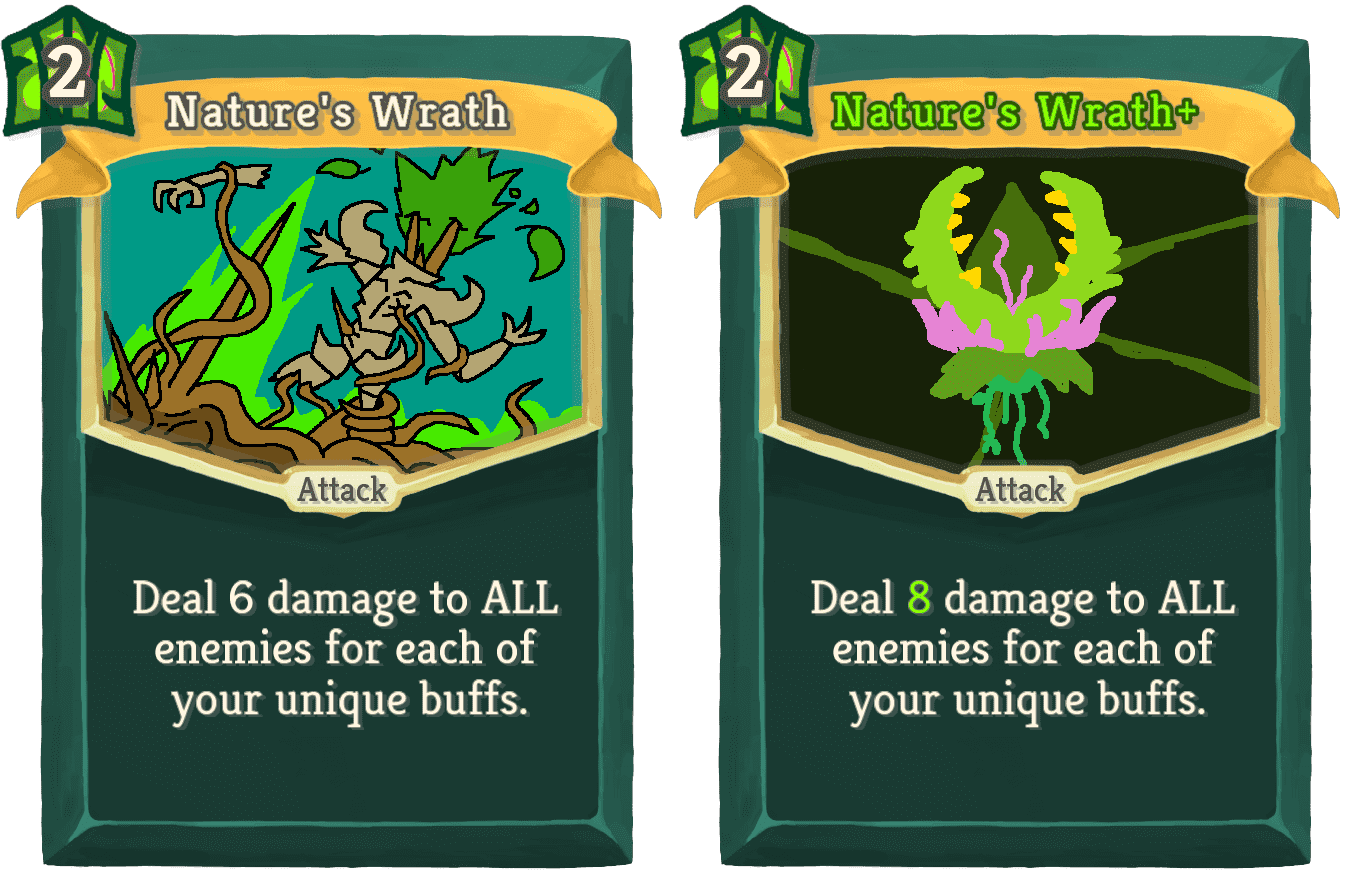 2
Nature's Wrath
Attack
Deal 6 damage to ALL
enemies for each of
your unique buffs.
2
Nature's Wrath+
Attack
Deal 8 damage to ALL
enemies for each of
your unique buffs.